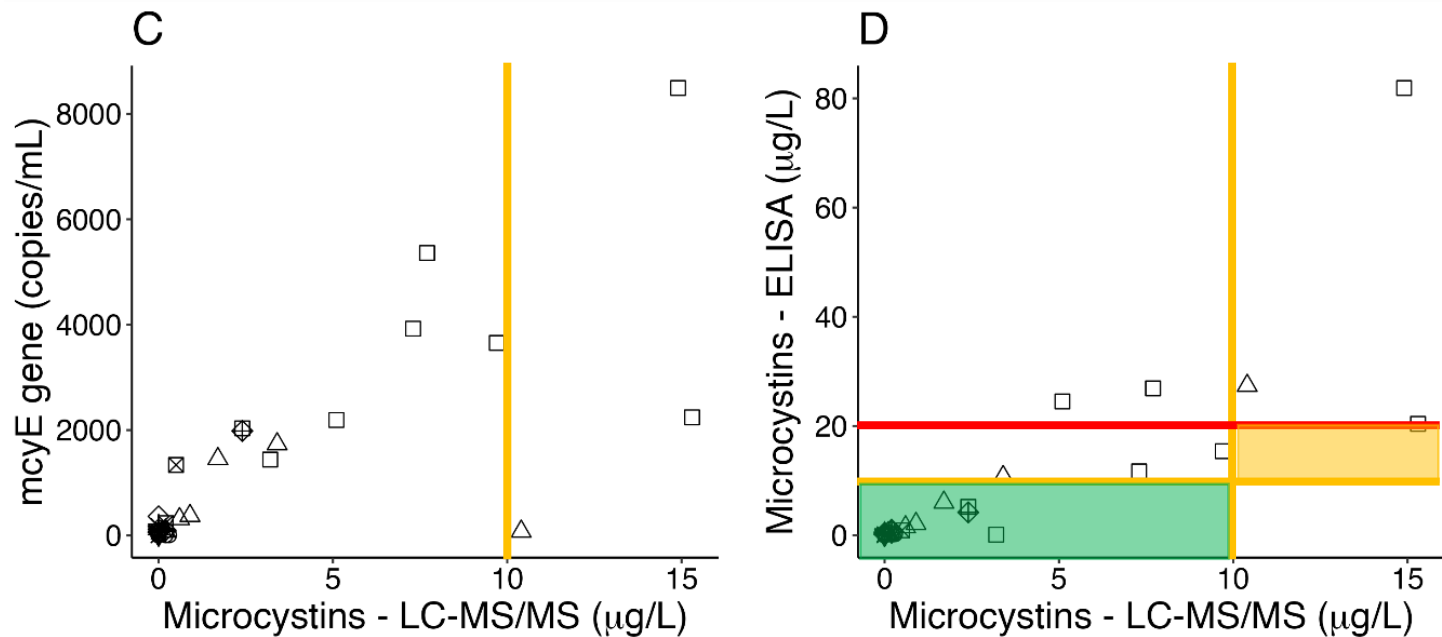 C
mcyE gene (copies/mL)
8000
6000
4000
2000
0
0 5 10 15
Microcystins - LC-MS/MS (μg/L)
D
Microcystins - ELISA (μg/L)
80
60
40
20
0
0 5 10 15
Microcystins - LC-MS/MS (μg/L)